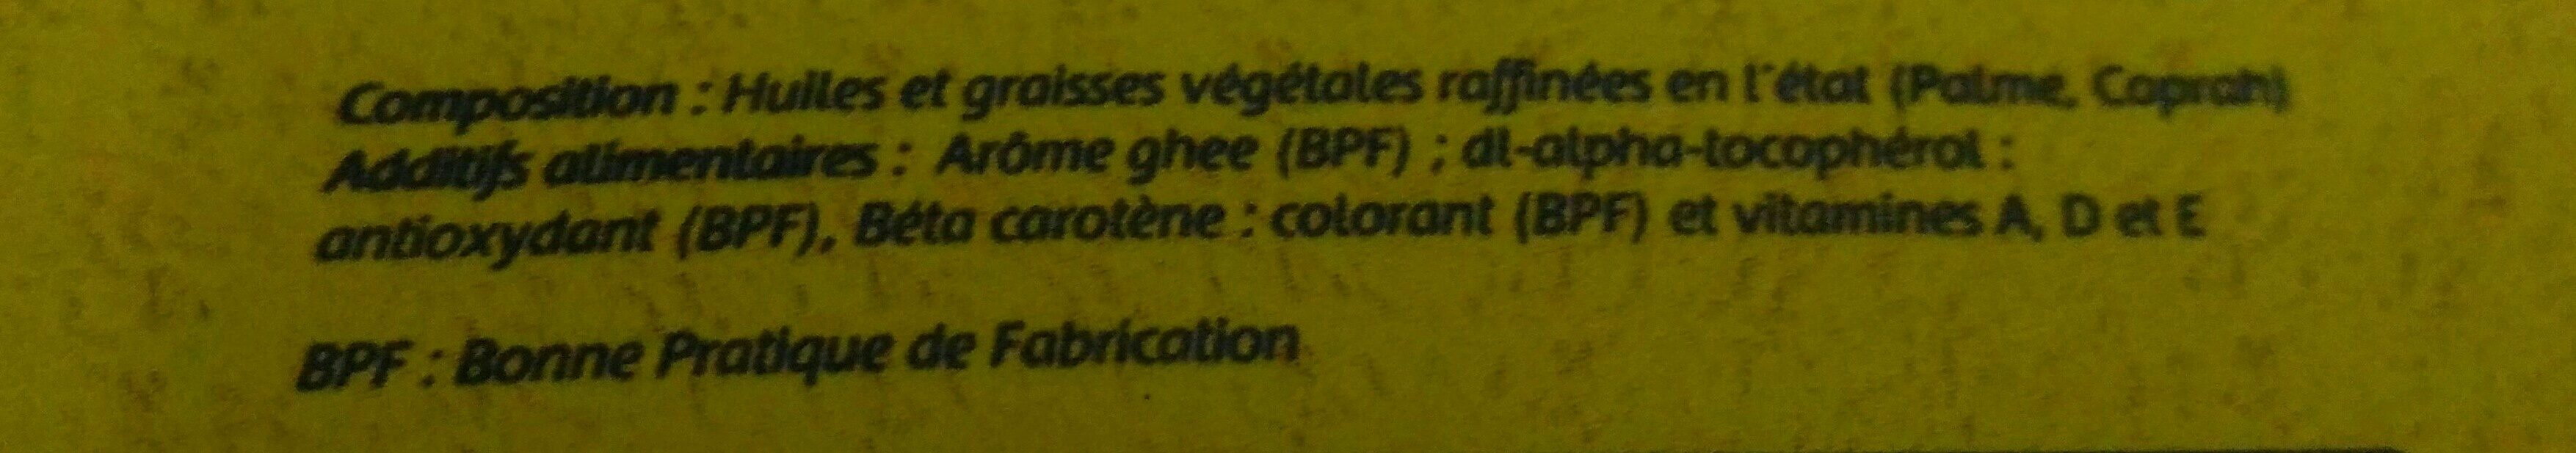 Composition : Huiles et graisses végétales raffinées en l'état (Palme, Coprah)
Additifs alimentaires : Arôme ghee (BPF) ; dl-alpha-tocophérol :
antioxydant (BPF), Béta carotène : colorant (BPF) et vitamines A, D et E
BPF : Bonne Pratique de Fabrication